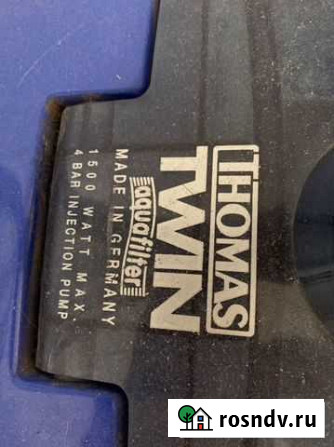 THOMAS
TWIN
aquafilter
MADE IN GERMANY
1500 WATT MAX.
4 BAR INJECTION PUMP
rosndv.ru